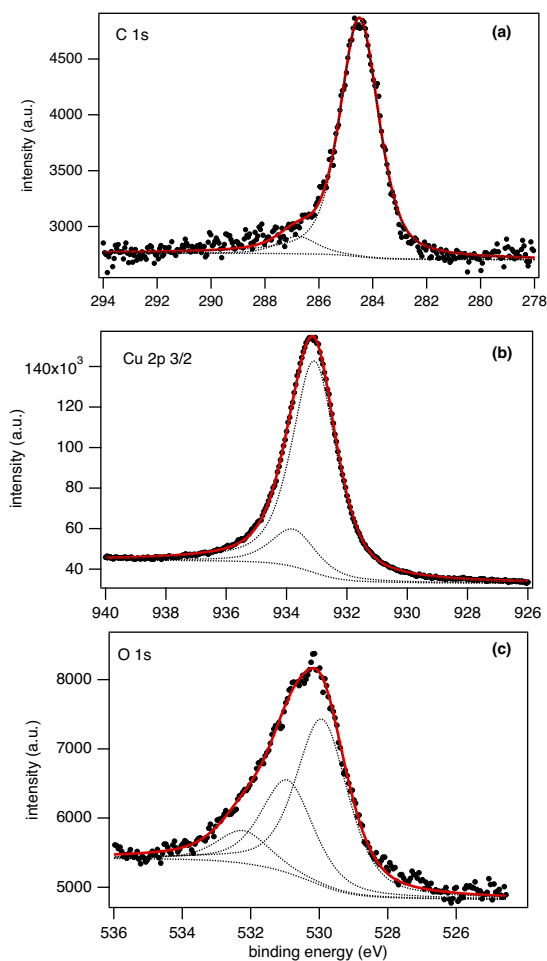 C 1s
(a)
4500
4000
3500
3000
intensity (a.u.)
294 292 290 288 286 284 282 280 278
Cu 2p 3/2
(b)
140x10³
120
100
80
60
40
intensity (a.u.)
940 938 936 934 932 930 928 926
O 1s
(c)
8000
7000
6000
5000
intensity (a.u.)
536 534 532 530 528 526
binding energy (eV)